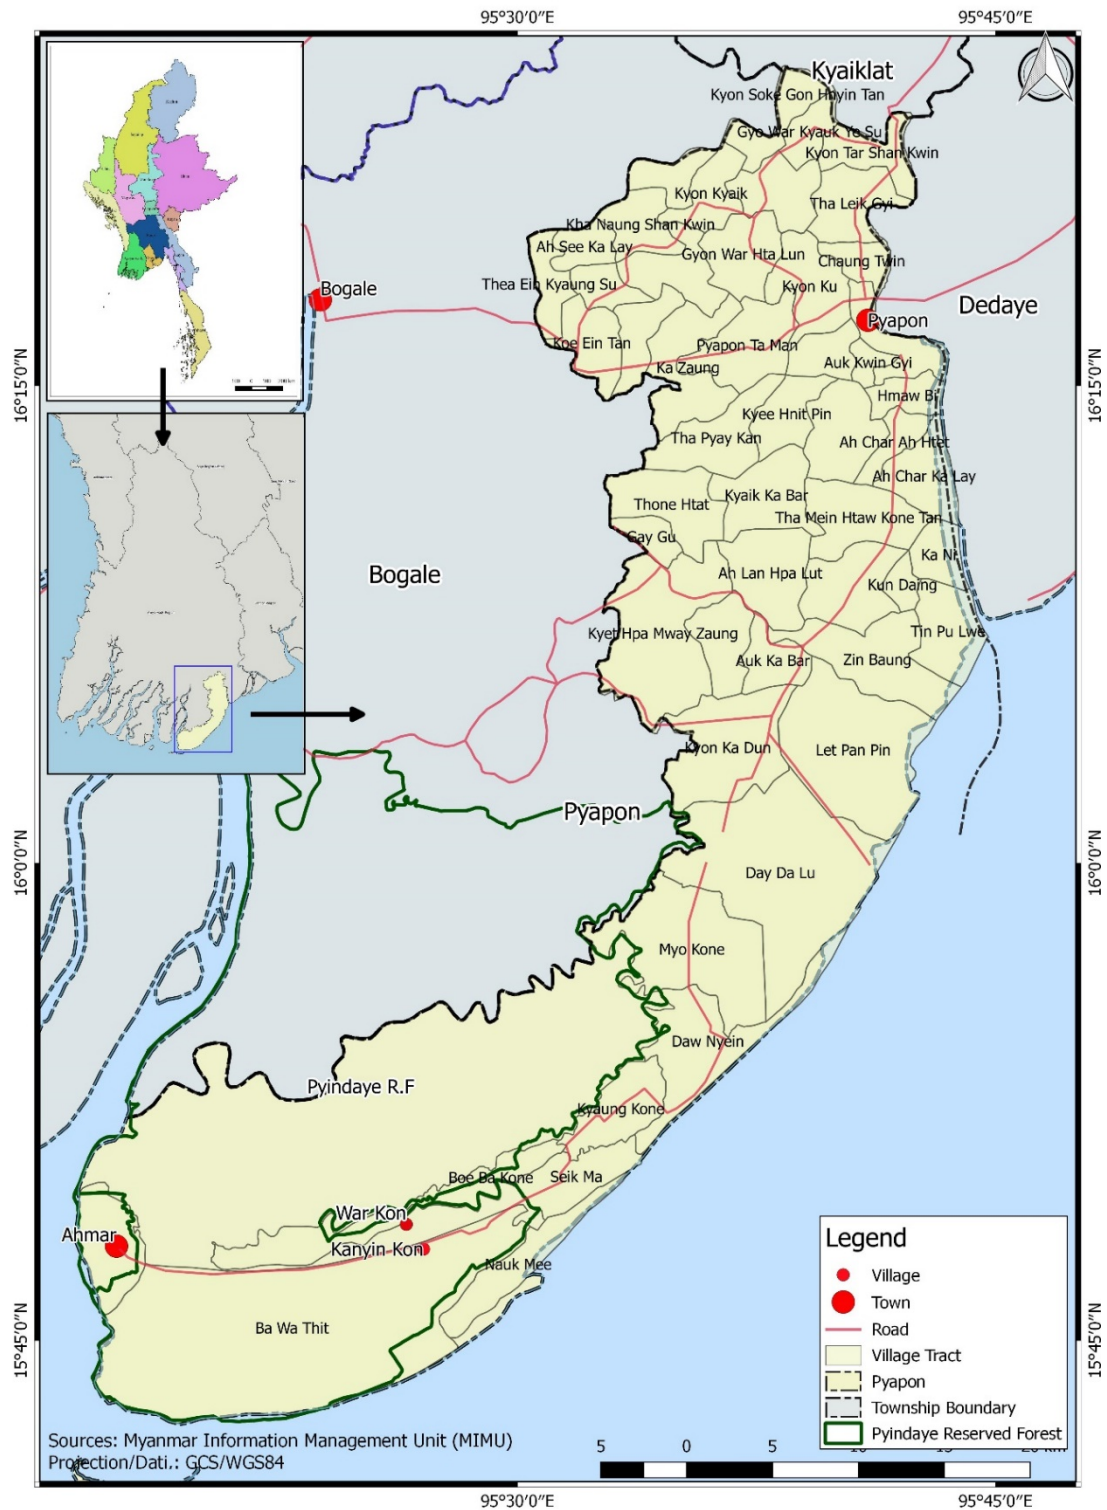 95°30'0"E
95°45'0"E
Kyaiklat
Kyon Soke Gon Hnyin Tan
Gyo War Kyauk Ye Su
Kyon Tar Shan Kwin
Kyon Kyaik
Tha Leik Gyi
Kha Naung Shan Kwin
Ah See Ka Lay
Gyon War Hta Lun
Chaung Twin
Thea Ein Kyaung Su
Kyon Ku
Bogale
Dedaye
Pyapon
Koe Ein Tan
Pyapon Ta Man
Ka Zaung
Auk Kwin Gyi
16°15'0"N
16°15'0"N
Hmaw Bi
Kyee Hnit Pin
Tha Pyay Kan
Ah Char Ah Htet
Ah Char Ka Lay
Kyaik Ka Bar
Thone Htat
Tha Mein Htaw Kone Tan
Gay Gu
Ka Ni
Bogale
Ah Lan Hpa Lut
Kun Daing
Kyet Hpa Mway Zaung
Tin Pu Lwe
Auk Ka Bar
Zin Baung
Kyon Ka Dun
Let Pan Pin
Pyapon
16°0'0"N
16°0'0"N
Day Da Lu
Myo Kone
Daw Nyein
Pyindaye R.F
Kyaung Kone
Boe Ba Kone
Seik Ma
War Kon
Ahmar
Kanyin Kon
Nauk Mee
Ba Wa Thit
15°45'0"N
15°45'0"N
Legend
Village
Town
Road
Village Tract
Pyapon
Township Boundary
Pyindaye Reserved Forest
Sources: Myanmar Information Management Unit (MIMU)
Projection/Dati.: GCS/WGS84
5 0 5 10 15 20 km
95°30'0"E
95°45'0"E